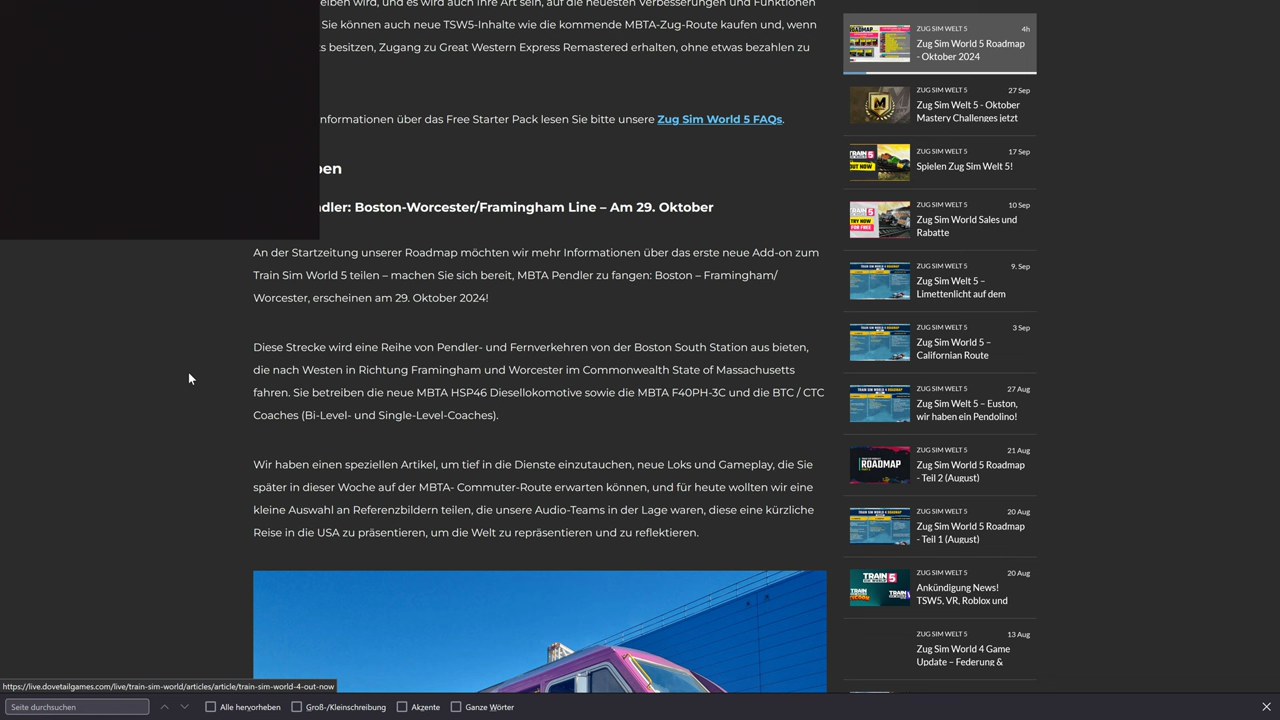 eiben wird, und es wird auch Ihre Art sein, auf die neuesten Verbesserungen und Funktionen
Sie können auch neue TSW5-Inhalte wie die kommende MBTA-Zug-Route kaufen und, wenn
ts besitzen, Zugang zu Great Western Express Remastered erhalten, ohne etwas bezahlen zu
nformationen über das Free Starter Pack lesen Sie bitte unsere Zug Sim World 5 FAQs.
ben
ndler: Boston-Worcester/Framingham Line – Am 29. Oktober
An der Startzeitung unserer Roadmap möchten wir mehr Informationen über das erste neue Add-on zum
Train Sim World 5 teilen – machen Sie sich bereit, MBTA Pendler zu fangen: Boston – Framingham/
Worcester, erscheinen am 29. Oktober 2024!
Diese Strecke wird eine Reihe von Pendler- und Fernverkehren von der Boston South Station aus bieten,
die nach Westen in Richtung Framingham und Worcester im Commonwealth State of Massachusetts
fahren. Sie betreiben die neue MBTA HSP46 Diesellokomotive sowie die MBTA F40PH-3C und die BTC / CTC
Coaches (Bi-Level- und Single-Level-Coaches).
Wir haben einen speziellen Artikel, um tief in die Dienste einzutauchen, neue Loks und Gameplay, die Sie
später in dieser Woche auf der MBTA- Commuter-Route erwarten können, und für heute wollten wir eine
kleine Auswahl an Referenzbildern teilen, die unsere Audio-Teams in der Lage waren, diese eine kürzliche
Reise in die USA zu präsentieren, um die Welt zu repräsentieren und zu reflektieren.
ZUG SIM WELT 5 4h
Zug Sim World 5 Roadmap
- Oktober 2024
ZUG SIM WELT 5 27 Sep
Zug Sim Welt 5 - Oktober
Mastery Challenges jetzt
ZUG SIM WELT 5 17 Sep
Spielen Zug Sim Welt 5!
ZUG SIM WELT 5 10 Sep
Zug Sim World Sales und
Rabatte
ZUG SIM WELT 5 9. Sep
Zug Sim Welt 5 –
Limettenlicht auf dem
ZUG SIM WELT 5 3 Sep
Zug Sim World 5 –
Californian Route
ZUG SIM WELT 5 27 Aug
Zug Sim Welt 5 – Euston,
wir haben ein Pendolino!
ROADMAP
ZUG SIM WELT 5 21 Aug
Zug Sim World 5 Roadmap
- Teil 2 (August)
ZUG SIM WELT 5 20 Aug
Zug Sim World 5 Roadmap
- Teil 1 (August)
ZUG SIM WELT 5 20 Aug
Ankündigung News!
TSW5, VR, Roblox und
ZUG SIM WELT 5 13 Aug
Zug Sim World 4 Game
Update – Federung &
https://live.dovetailgames.com/live/train-sim-world/articles/article/train-sim-world-4-out-now
Seite durchsuchen Alle hervorheben Groß-/Kleinschreibung Akzente Ganze Wörter